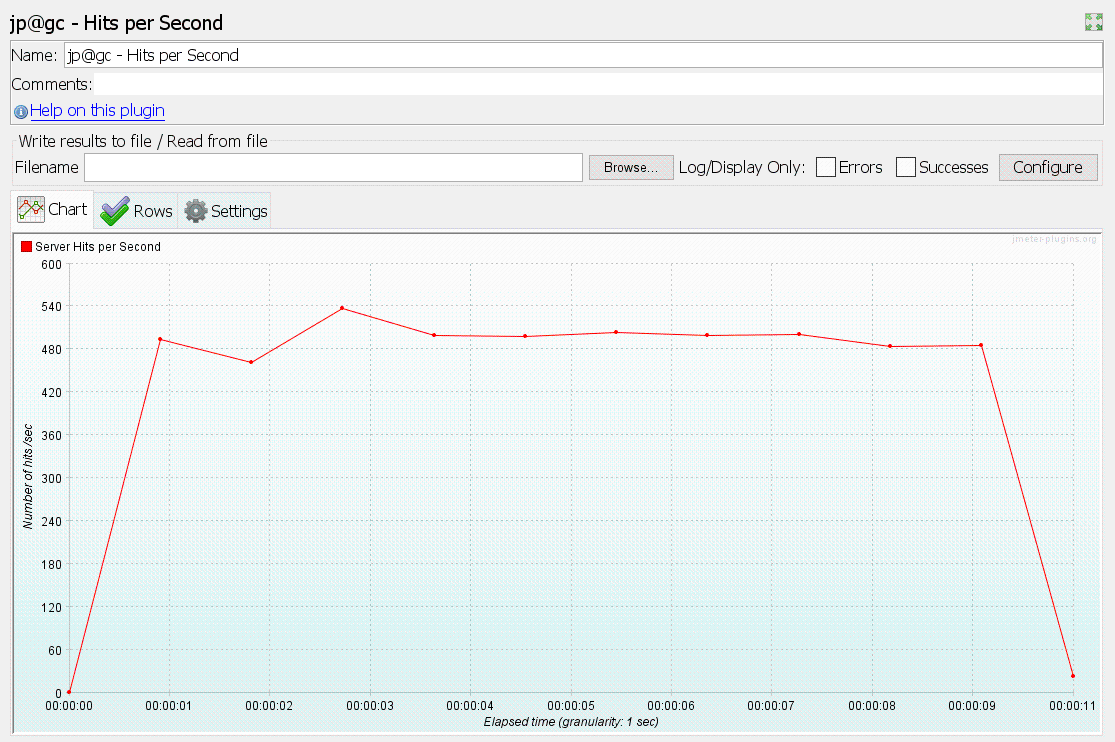 jp@gc - Hits per Second
Name: jp@gc - Hits per Second
Comments:
Help on this plugin
Write results to file / Read from file
Filename Browse... Log/Display Only: Errors Successes Configure
Chart Rows Settings
jmeter-plugins.org
Server Hits per Second
600
540
480
420
360
300
240
180
120
60
0
Number of hits /sec
00:00:00 00:00:01 00:00:02 00:00:03 00:00:04 00:00:05 00:00:06 00:00:07 00:00:08 00:00:09 00:00:11
Elapsed time (granularity: 1 sec)